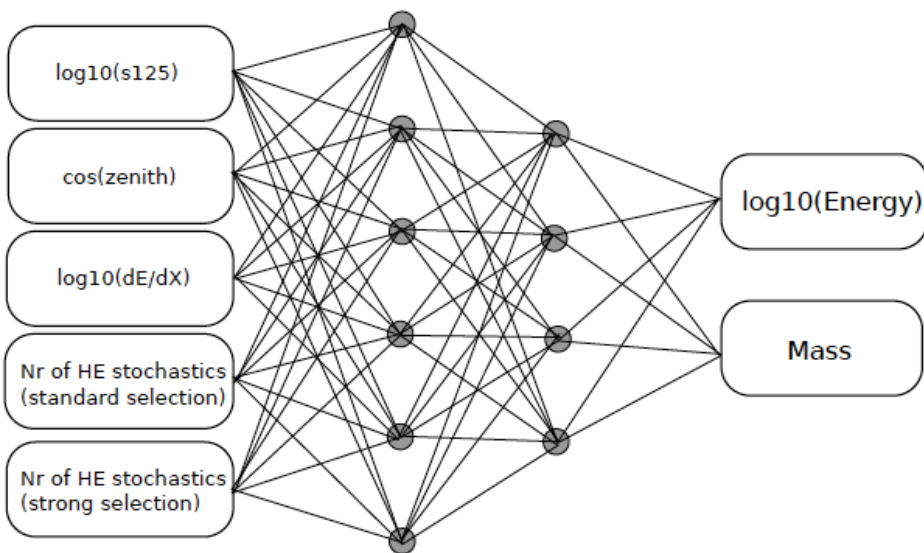 log10(s125)
cos(zenith)
log10(dE/dX)
Nr of HE stochastics
(standard selection)
Nr of HE stochastics
(strong selection)
log10(Energy)
Mass